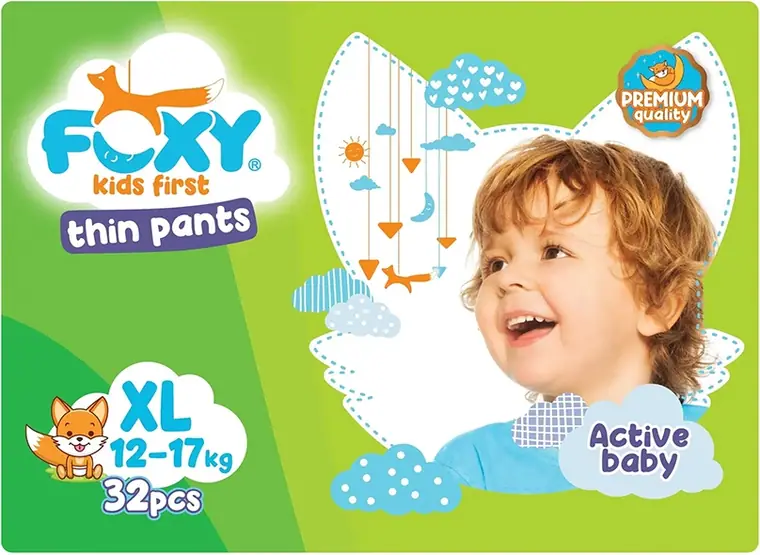 FOXY®
kids first
thin pants
PREMIUM
quality
XL
12-17kg
32pcs
Active
baby